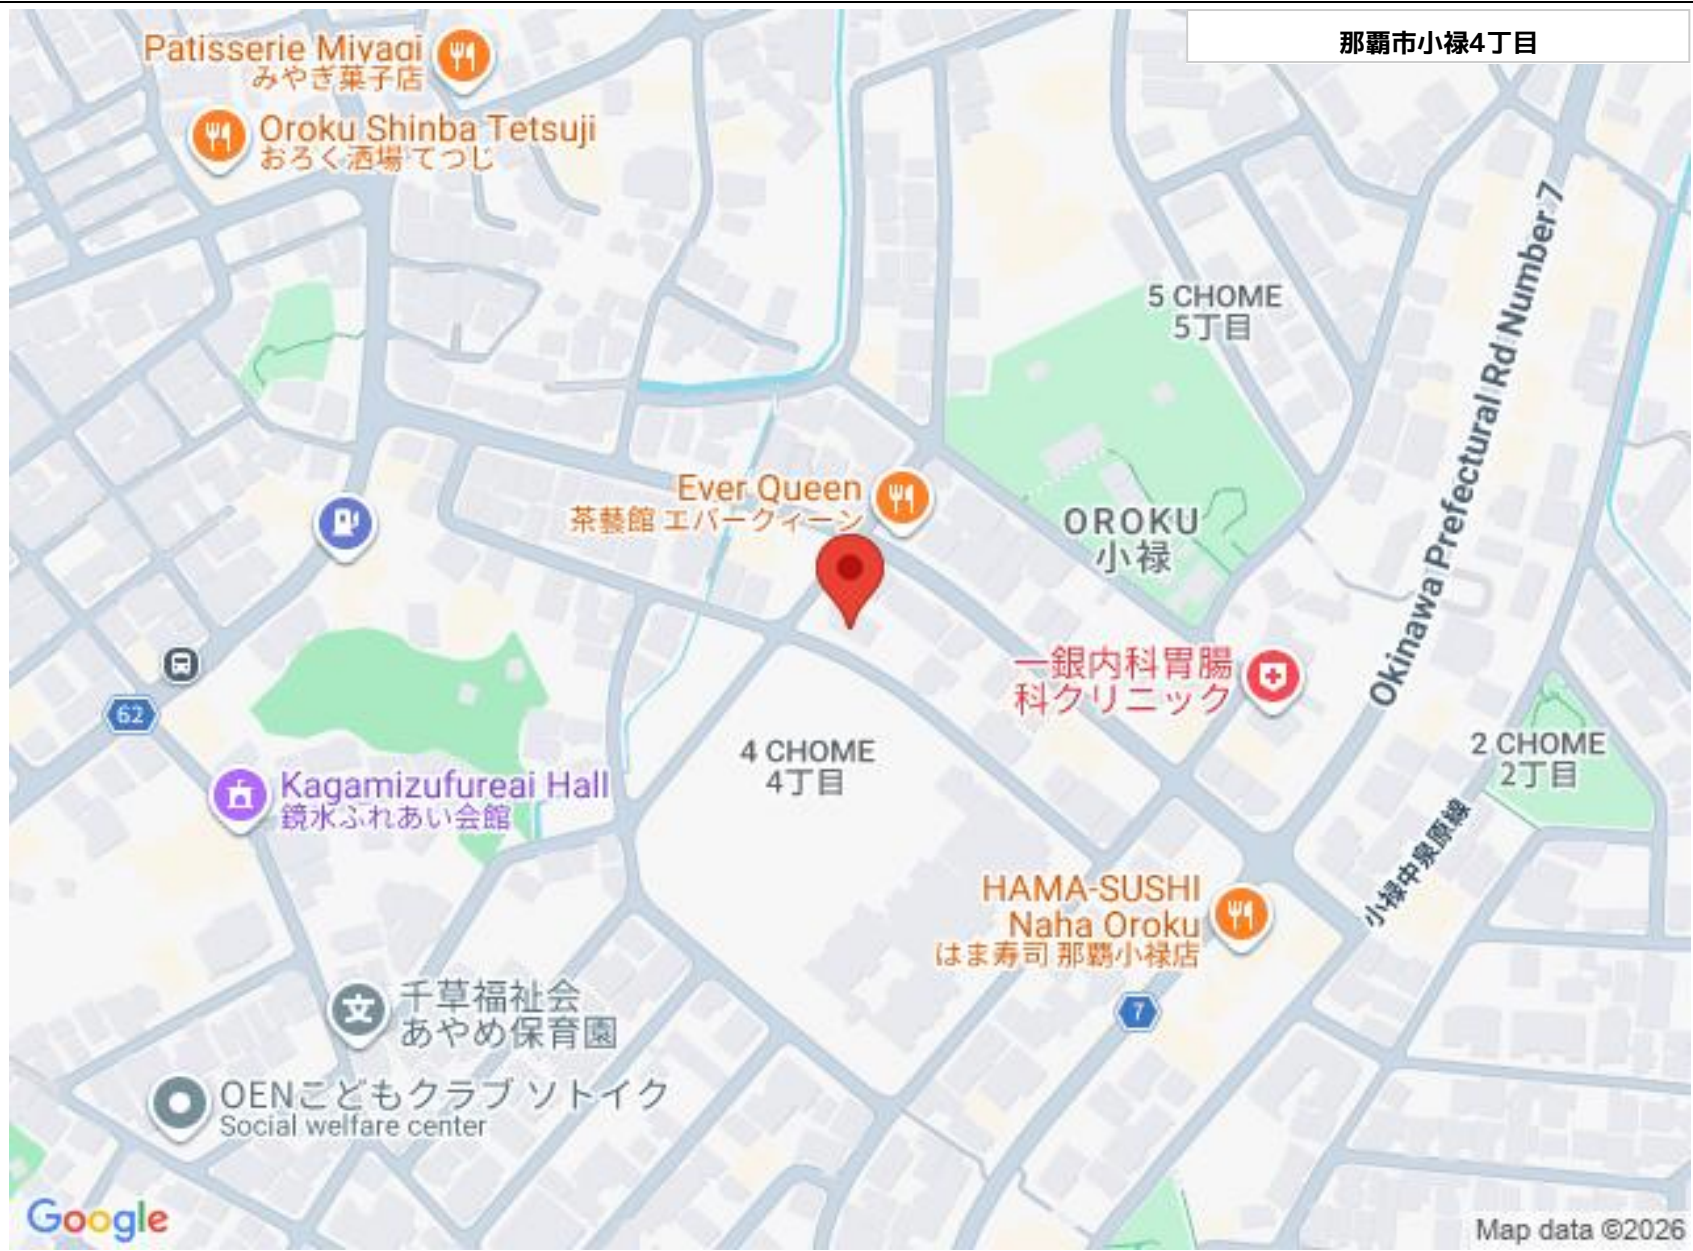 那覇市小禄4丁目
Patisserie Miyagi
みやぎ菓子店
Oroku Shinba Tetsuji
おろく酒場 てつじ
Okinawa Prefectural Rd Number 7
5 CHOME
5丁目
Ever Queen
茶藝館 エバークィーン
OROKU
小禄
一銀内科胃腸
科クリニック
62
4 CHOME
4丁目
2 CHOME
2丁目
Kagamizufureai Hall
鏡水ふれあい会館
小禄中泉原線
HAMA-SUSHI
Naha Oroku
はま寿司 那覇小禄店
7
千草福祉会
あやめ保育園
文
OENこどもクラブ ソトイク
Social welfare center
Google
Map data ©2026